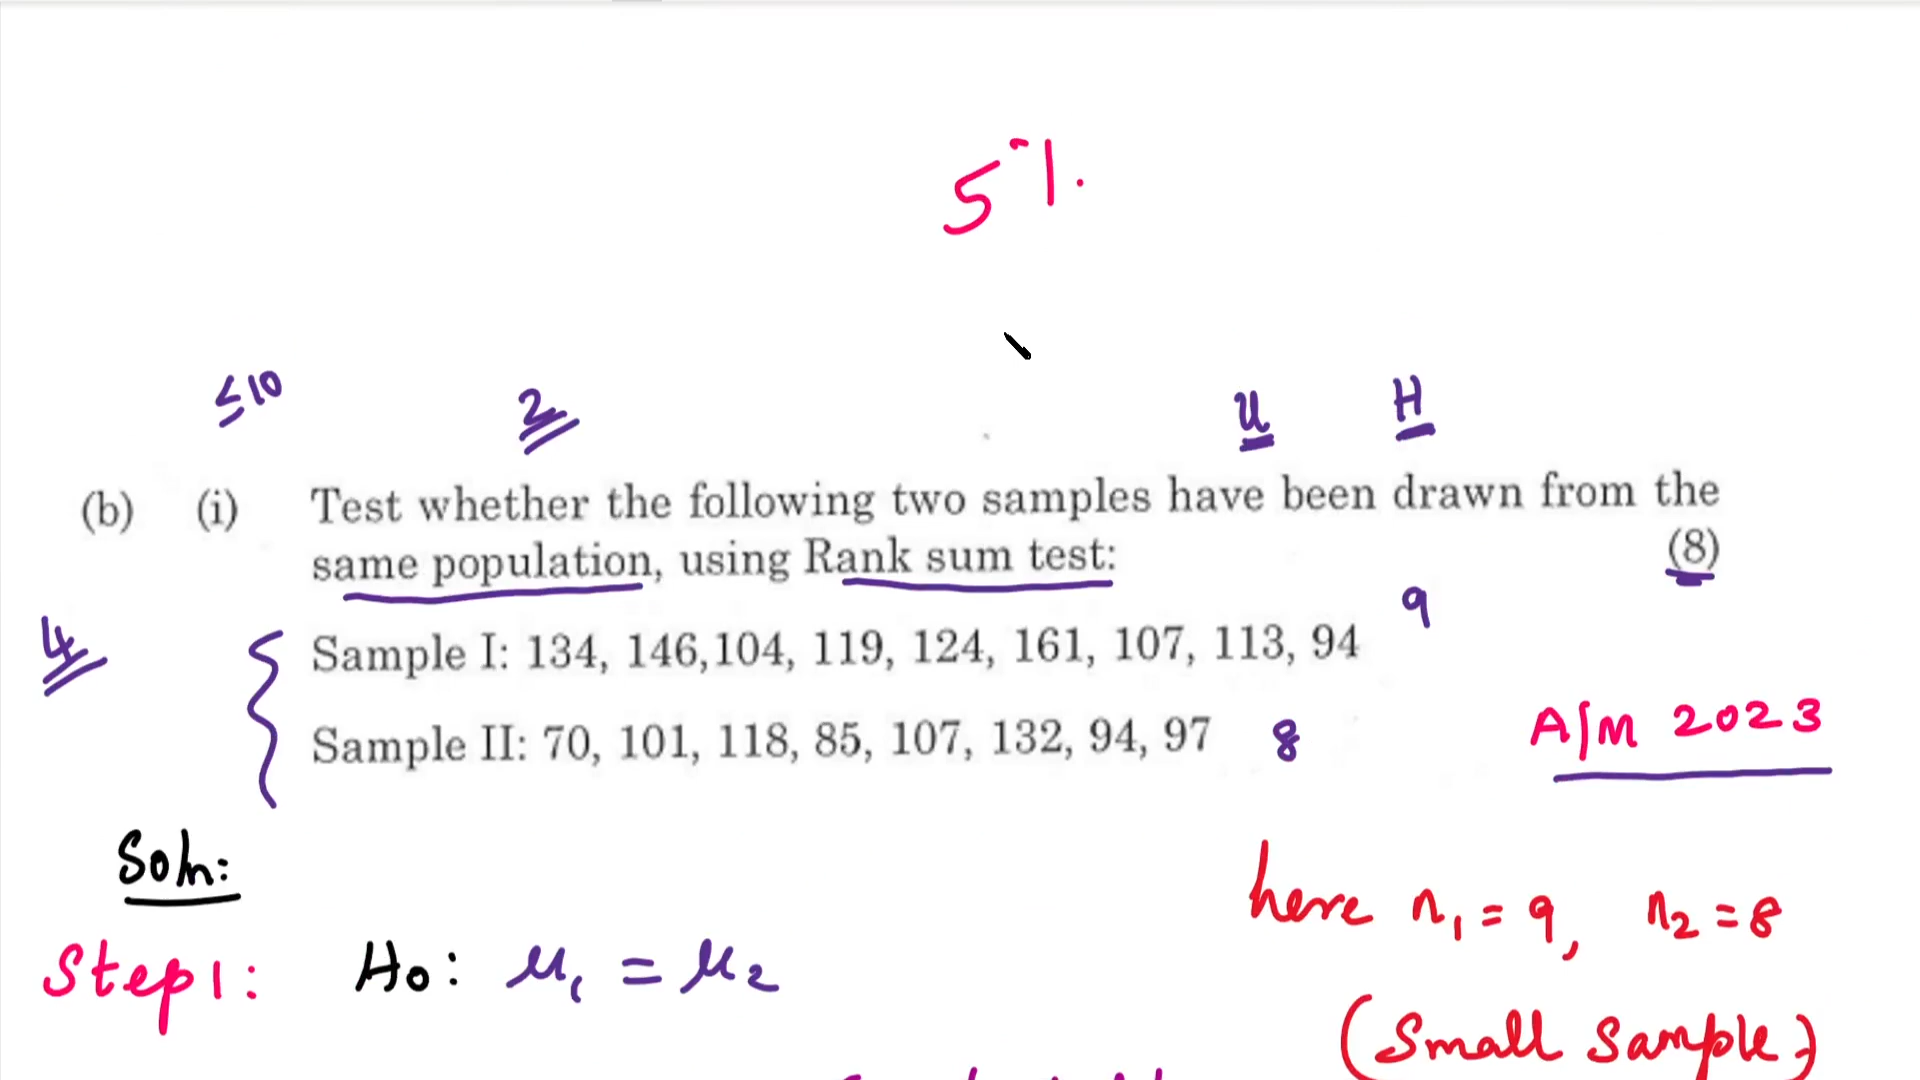 5%
≤10 2 U H
(b) (i) Test whether the following two samples have been drawn from the
same population, using Rank sum test: (8)
4 Sample I: 134, 146,104, 119, 124, 161, 107, 113, 94 9
Sample II: 70, 101, 118, 85, 107, 132, 94, 97 8
A/M 2023
Soln:
here n₁ = 9, n₂ = 8
Step1: H₀: μ₁ = μ₂
(Small Sample)